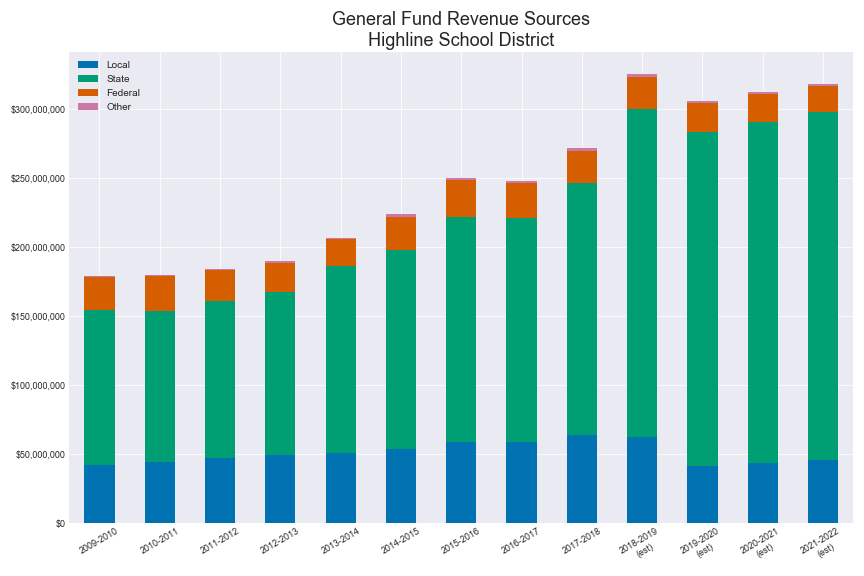 General Fund Revenue Sources
Highline School District
Local
State
Federal
Other
$300,000,000
$250,000,000
$200,000,000
$150,000,000
$100,000,000
$50,000,000
$0
2009-2010
2010-2011
2011-2012
2012-2013
2013-2014
2014-2015
2015-2016
2016-2017
2017-2018
2018-2019
(est)
2019-2020
(est)
2020-2021
(est)
2021-2022
(est)